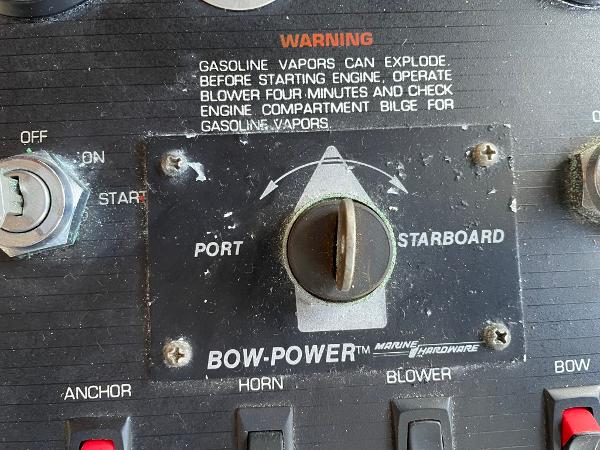 WARNING
GASOLINE VAPORS CAN EXPLODE.
BEFORE STARTING ENGINE, OPERATE
BLOWER FOUR MINUTES AND CHECK
ENGINE COMPARTMENT BILGE FOR
GASOLINE VAPORS
OFF
ON
START
PORT
STARBOARD
BOW-POWER™ MARINE HARDWARE
ANCHOR
HORN
BLOWER
BOW